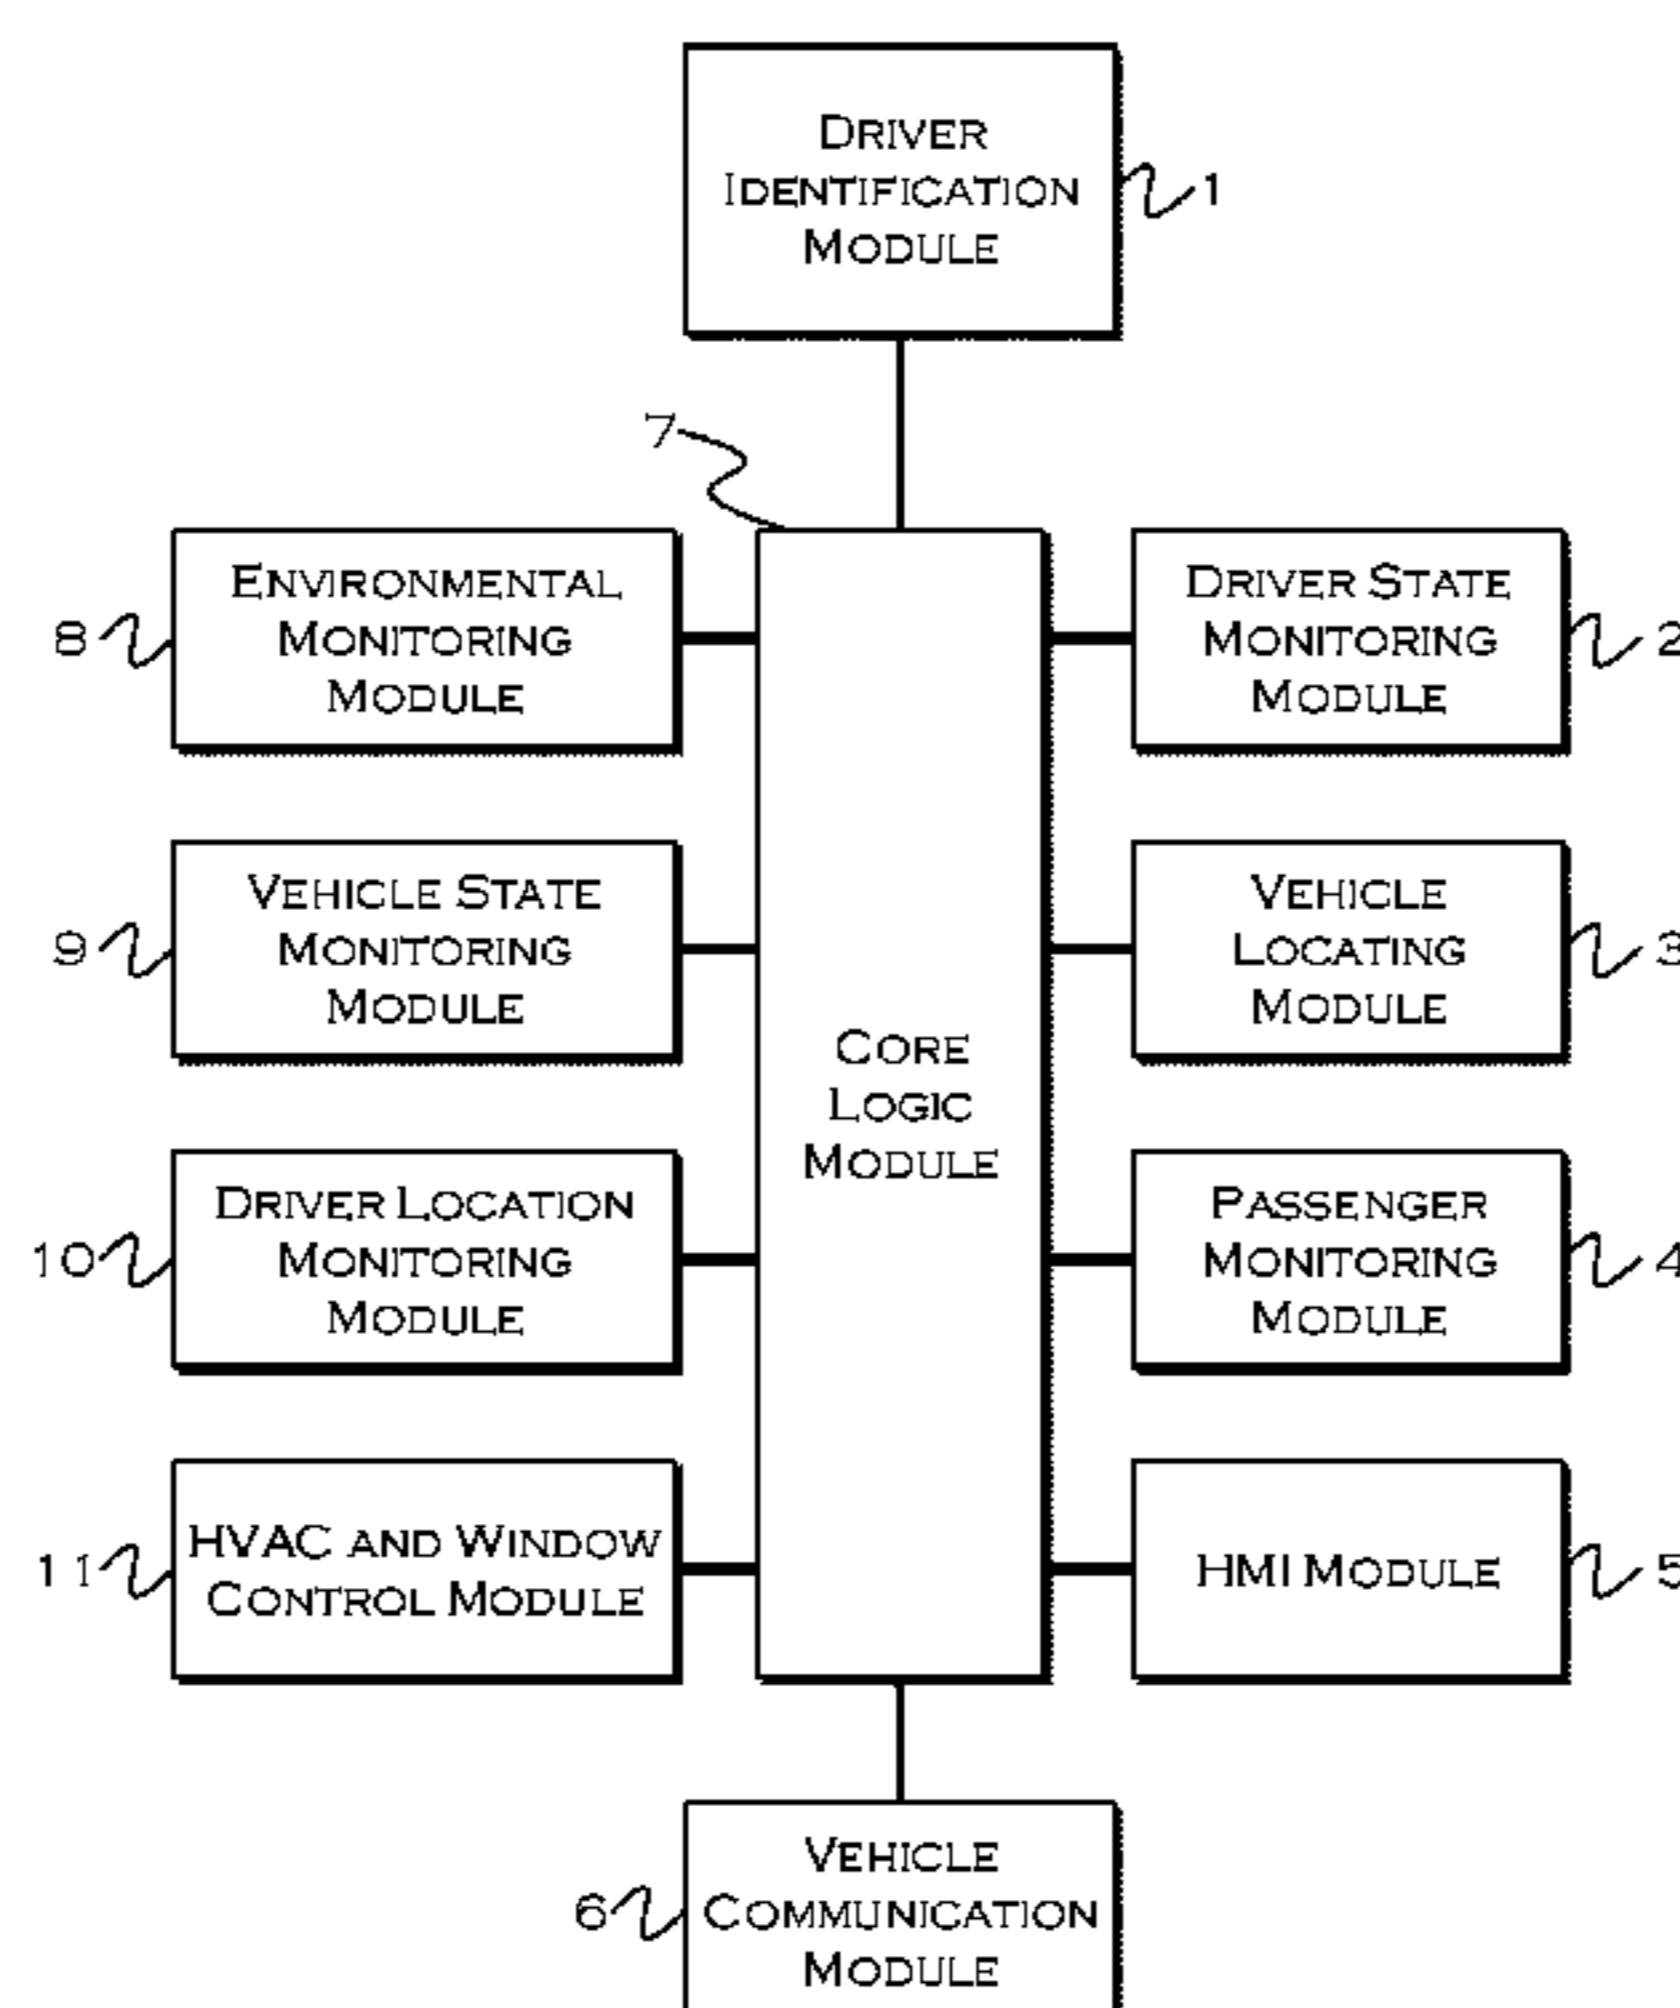 DRIVER
IDENTIFICATION
MODULE
1
7
ENVIRONMENTAL
MONITORING
MODULE
8
DRIVER STATE
MONITORING
MODULE
2
VEHICLE STATE
MONITORING
MODULE
9
VEHICLE
LOCATING
MODULE
3
CORE
LOGIC
MODULE
DRIVER LOCATION
MONITORING
MODULE
10
PASSENGER
MONITORING
MODULE
4
HVAC AND WINDOW
CONTROL MODULE
11
HMI MODULE
5
VEHICLE
COMMUNICATION
MODULE
6